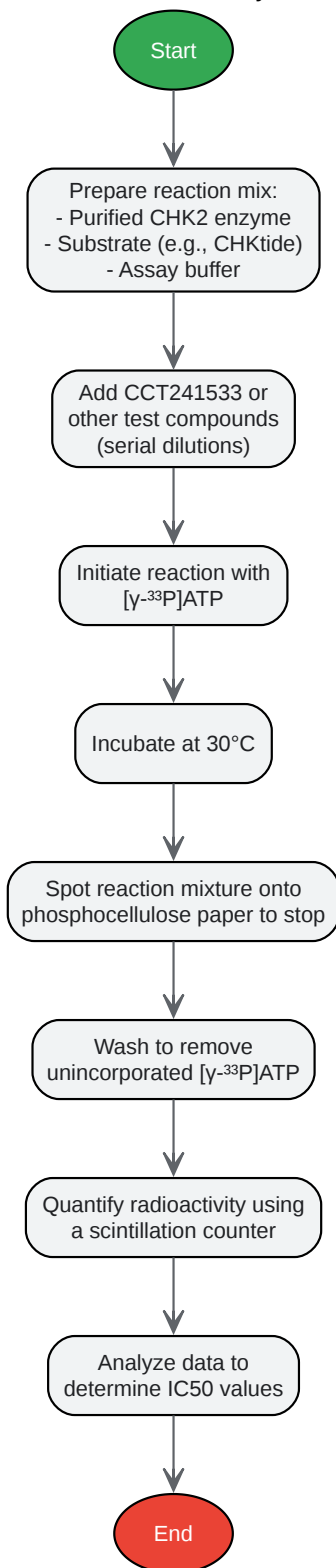 Start
Prepare reaction mix:
- Purified CHK2 enzyme
- Substrate (e.g., CHKtide)
- Assay buffer
Add CCT241533 or
other test compounds
(serial dilutions)
Initiate reaction with
[γ-³³P]ATP
Incubate at 30°C
Spot reaction mixture onto
phosphocellulose paper to stop
Wash to remove
unincorporated [γ-³³P]ATP
Quantify radioactivity using
a scintillation counter
Analyze data to
determine IC50 values
End